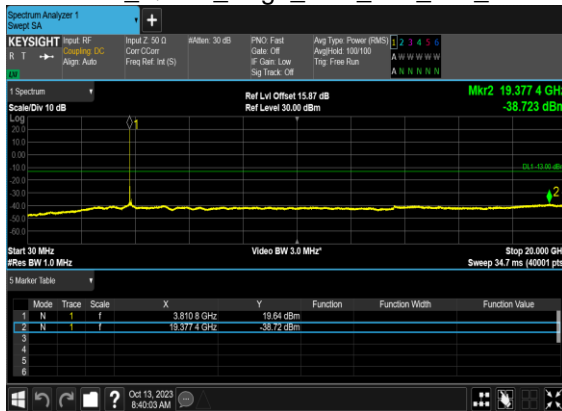 Spectrum Analyzer 1
Swept SA
KEYSIGHT Input: RF Input Z: 50 Ω #Atten: 30 dB PNO: Fast Avg Type: Power (RMS) 1 2 3 4 5 6
R T Coupling: DC Corr CCorr Gate: Off Avg|Hold: 100/100 A W W W W W
Align: Auto Freq Ref: Int (S) IF Gain: Low Trig: Free Run
Sig Track: Off A N N N N N
1 Spectrum Ref Lvl Offset 15.87 dB Mkr2 19.377 4 GHz
Scale/Div 10 dB Ref Level 30.00 dBm -38.723 dBm
Log
1
20.0
10.0
0.00
-10.0
DL1 -13.00 dBm
-20.0
2
-30.0
-40.0
-50.0
-60.0
Start 30 MHz Video BW 3.0 MHz* Stop 20.000 GH
#Res BW 1.0 MHz Sweep 34.7 ms (40001 pts
5 Marker Table
Mode Trace Scale X Y Function Function Width Function Value
1 N 1 f 3.810 8 GHz 19.64 dBm
2 N 1 f 19.377 4 GHz -38.72 dBm
3
4
5
6
Oct 13, 2023
8:40:03 AM